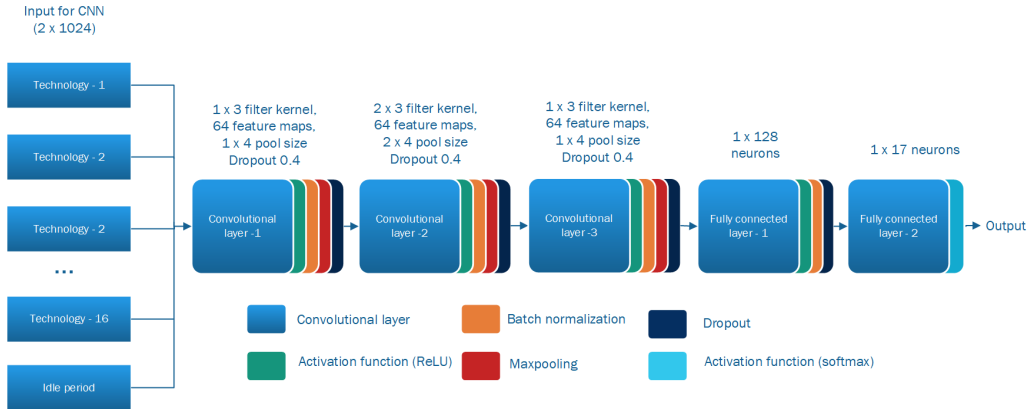 Input for CNN
(2 x 1024)
Technology - 1
Technology - 2
Technology - 2
...
Technology - 16
Idle period
1 x 3 filter kernel,
64 feature maps,
1 x 4 pool size
Dropout 0.4
Convolutional
layer -1
2 x 3 filter kernel,
64 feature maps,
2 x 4 pool size
Dropout 0.4
Convolutional
layer -2
1 x 3 filter kernel,
64 feature maps,
1 x 4 pool size
Dropout 0.4
Convolutional
layer -3
1 x 128
neurons
Fully connected
layer - 1
1 x 17 neurons
Fully connected
layer - 2
Output
Convolutional layer
Batch normalization
Dropout
Activation function (ReLU)
Maxpooling
Activation function (softmax)